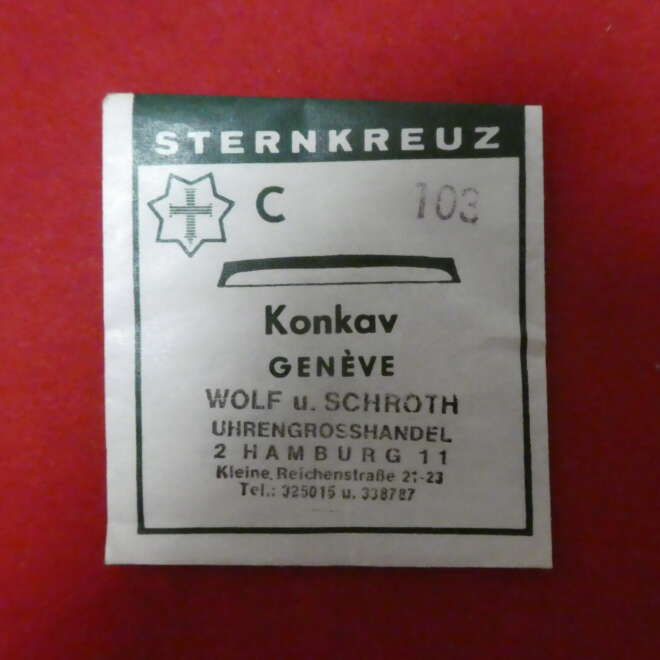 STERNKREUZ
C 103
Konkav
GENÈVE
WOLF u. SCHROTH
UHRENGROSSHANDEL
2 HAMBURG 11
Kleine Reichenstraße 21-23
Tel.: 325015 u. 338787